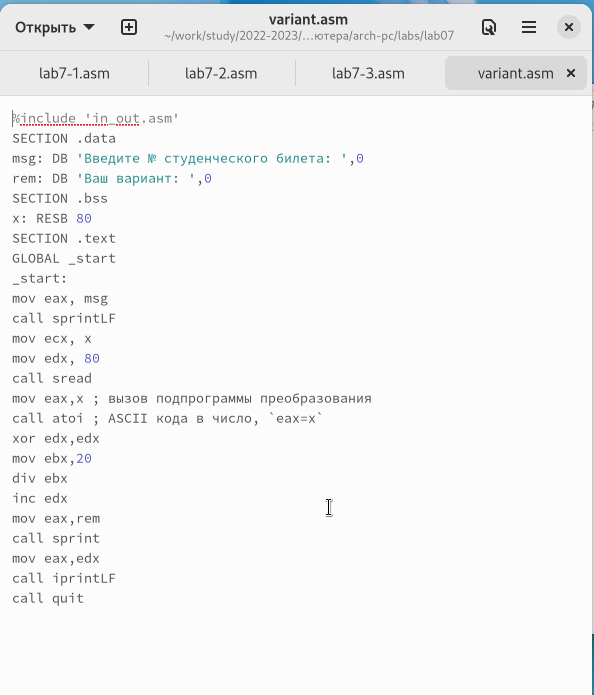 Открыть
variant.asm
~/work/study/2022-2023/…ютера/arch-pc/labs/lab07
lab7-1.asm
lab7-2.asm
lab7-3.asm
variant.asm
%include 'in_out.asm'
SECTION .data
msg: DB 'Введите № студенческого билета: ',0
rem: DB 'Ваш вариант: ',0
SECTION .bss
x: RESB 80
SECTION .text
GLOBAL _start
_start:
mov eax, msg
call sprintLF
mov ecx, x
mov edx, 80
call sread
mov eax,x ; вызов подпрограммы преобразования
call atoi ; ASCII кода в число, `eax=x`
xor edx,edx
mov ebx,20
div ebx
inc edx
mov eax,rem
call sprint
mov eax,edx
call iprintLF
call quit